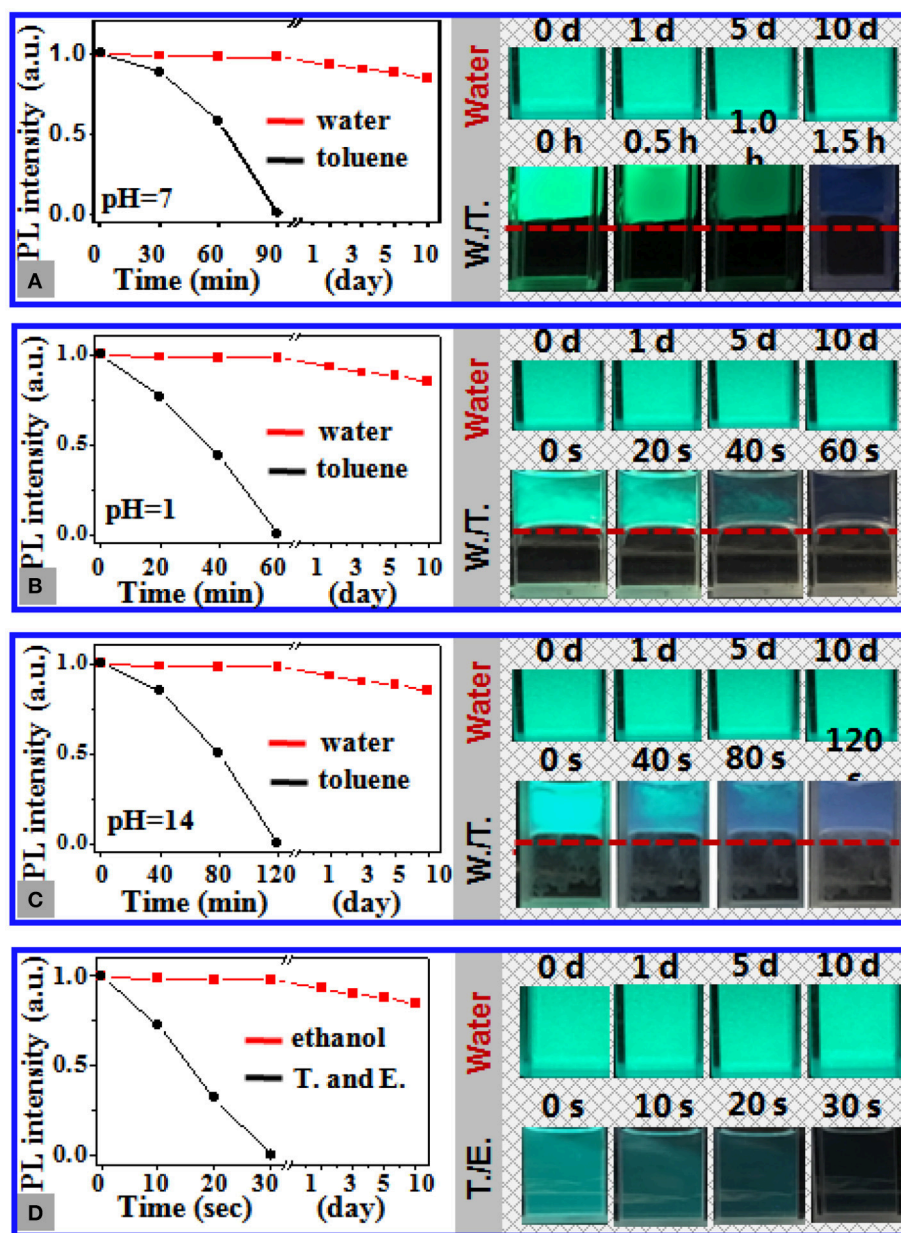 PL intensity (a.u.)
1.0
0.5
0.0
water
toluene
pH=7
0 30 60 90 1 3 5 10
Time (min) (day)
A
Water
0 d 1 d 5 d 10 d
W./T.
0 h 0.5 h 1.0 h 1.5 h
PL intensity (a.u.)
1.0
0.5
0.0
water
toluene
pH=1
0 20 40 60 1 3 5 10
Time (min) (day)
B
Water
0 d 1 d 5 d 10 d
W./T.
0 s 20 s 40 s 60 s
PL intensity (a.u.)
1.0
0.5
0.0
water
toluene
pH=14
0 40 80 120 1 3 5 10
Time (min) (day)
C
Water
0 d 1 d 5 d 10 d
W./T.
0 s 40 s 80 s 120 s
PL intensity (a.u.)
1.0
0.5
0.0
ethanol
T. and E.
0 10 20 30 1 2 5 10
Time (sec) (day)
D
Water
0 d 1 d 5 d 10 d
T./E.
0 s 10 s 20 s 30 s